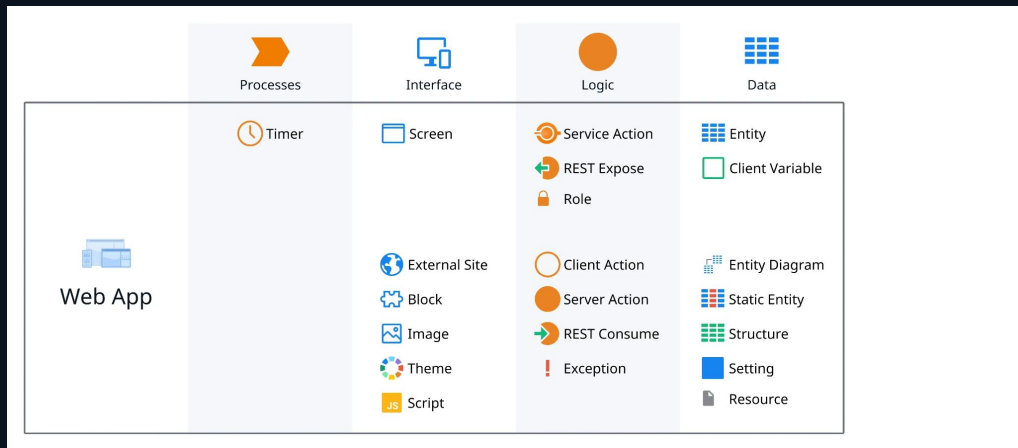 Processes
Interface
Logic
Data
Web App
Timer
Screen
External Site
Block
Image
Theme
JS
Script
Service Action
REST Expose
Role
Client Action
Server Action
REST Consume
Exception
Entity
Client Variable
Entity Diagram
Static Entity
Structure
Setting
Resource